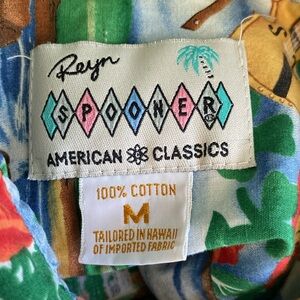 Reyn
SPOONER
AMERICAN CLASSICS
100% COTTON
M
TAILORED IN HAWAII
OF IMPORTED FABRIC